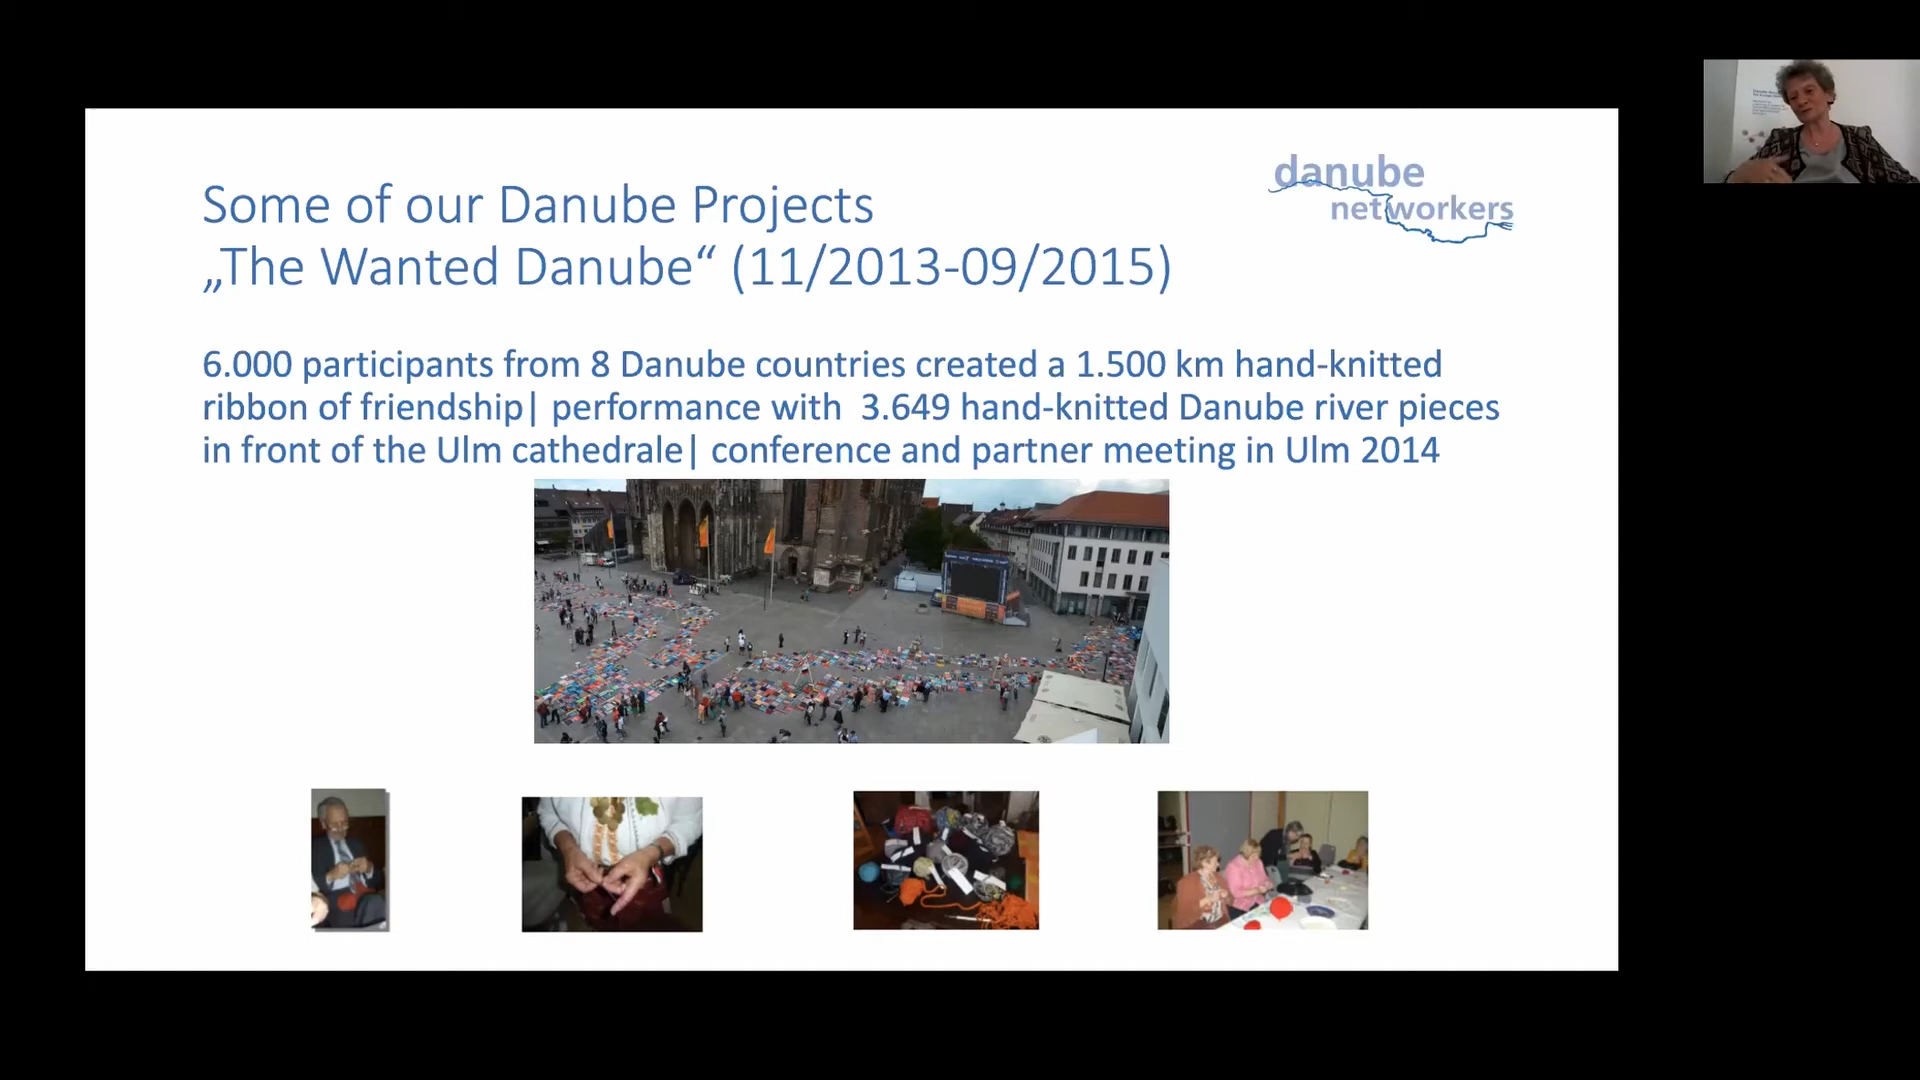 danube
networkers
Some of our Danube Projects
„The Wanted Danube“ (11/2013-09/2015)
6.000 participants from 8 Danube countries created a 1.500 km hand-knitted
ribbon of friendship| performance with 3.649 hand-knitted Danube river pieces
in front of the Ulm cathedrale| conference and partner meeting in Ulm 2014